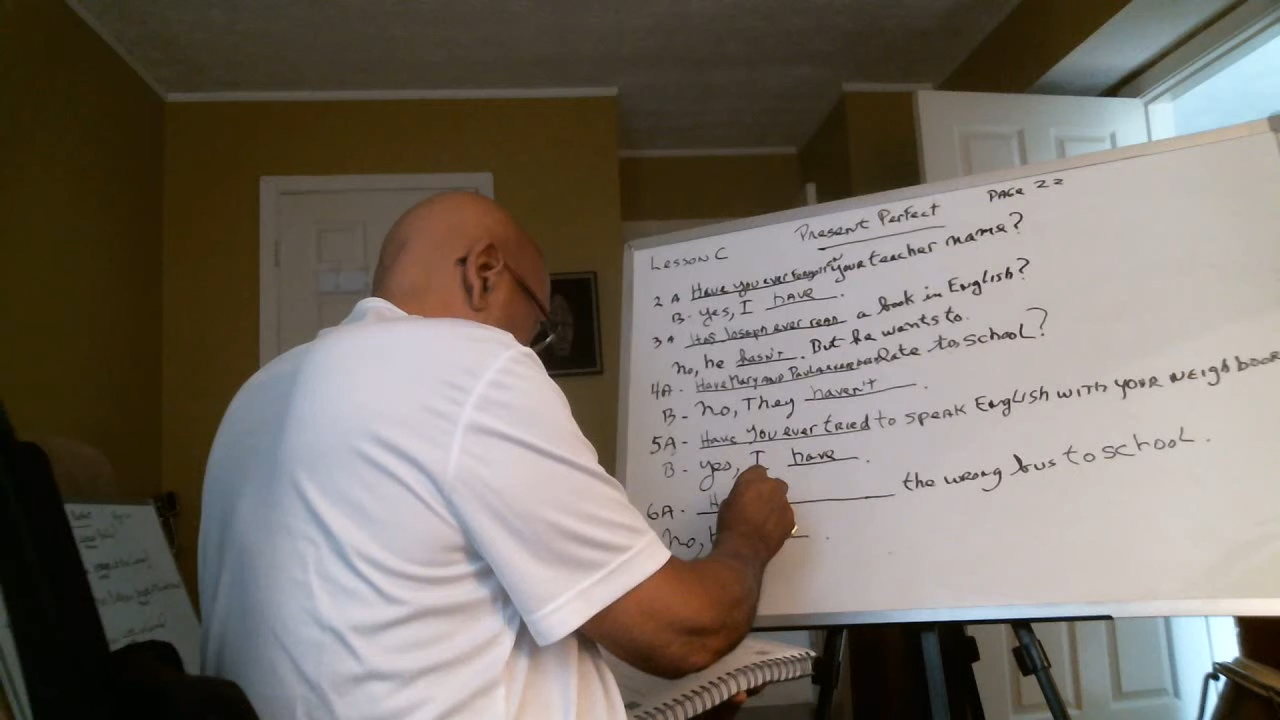 Lesson C Present Perfect PAGE 22
2 A Have you ever forgotten your teacher name?
B- yes, I have.
3 A Has Joseph ever read a book in English?
No, he hasn't. But he wants to.
4A- Have Mary and Paula late to school?
B- No, They haven't.
5A- Have you ever tried to speak English with your neighboor
B- yes, I have.
6A- the wrong bus to school.
No,